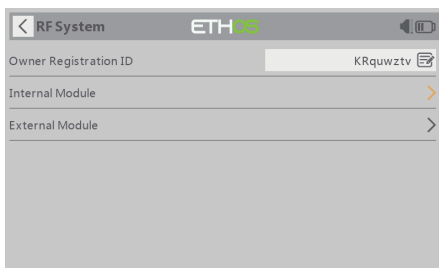 RF System ETHOS
Owner Registration ID KRquwztv
Internal Module
External Module